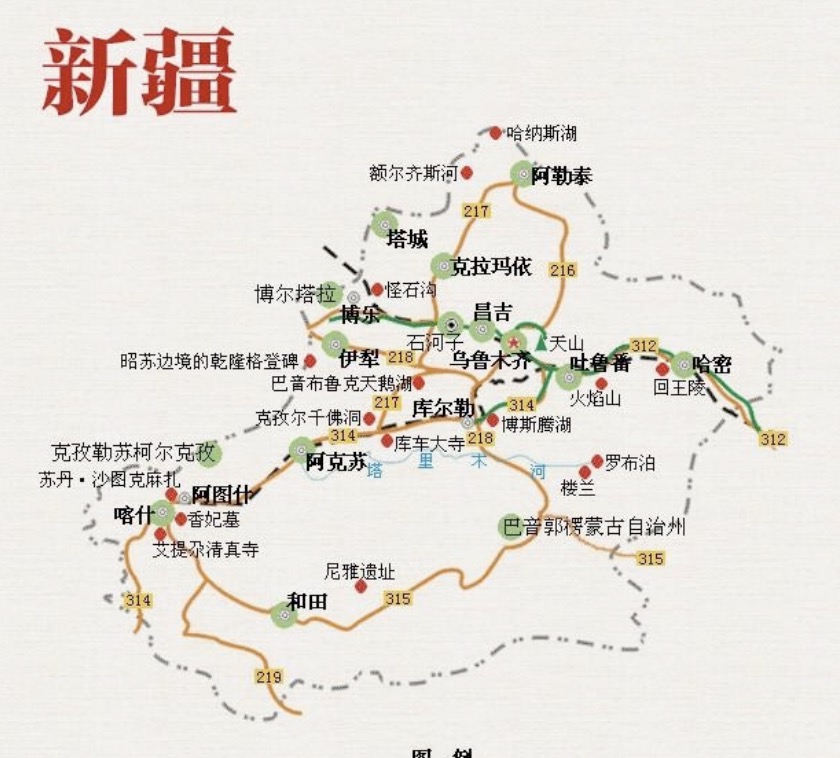 新疆
哈纳斯湖
额尔齐斯河
阿勒泰
217
塔城
克拉玛依
216
博尔塔拉
怪石沟
博乐
昌吉
石河子
天山
312
乌鲁木齐
吐鲁番
哈密
伊犁
218
昭苏边境的乾隆格登碑
巴音布鲁克天鹅湖
火焰山
回王陵
217
314
库尔勒
克孜尔千佛洞
博斯腾湖
314
218
312
库车大寺
克孜勒苏柯尔克孜
阿克苏
塔里木河
罗布泊
楼兰
苏丹·沙图克麻扎
阿图什
喀什
香妃墓
巴音郭楞蒙古自治州
艾提尕清真寺
315
尼雅遗址
314
和田
315
219
图 例